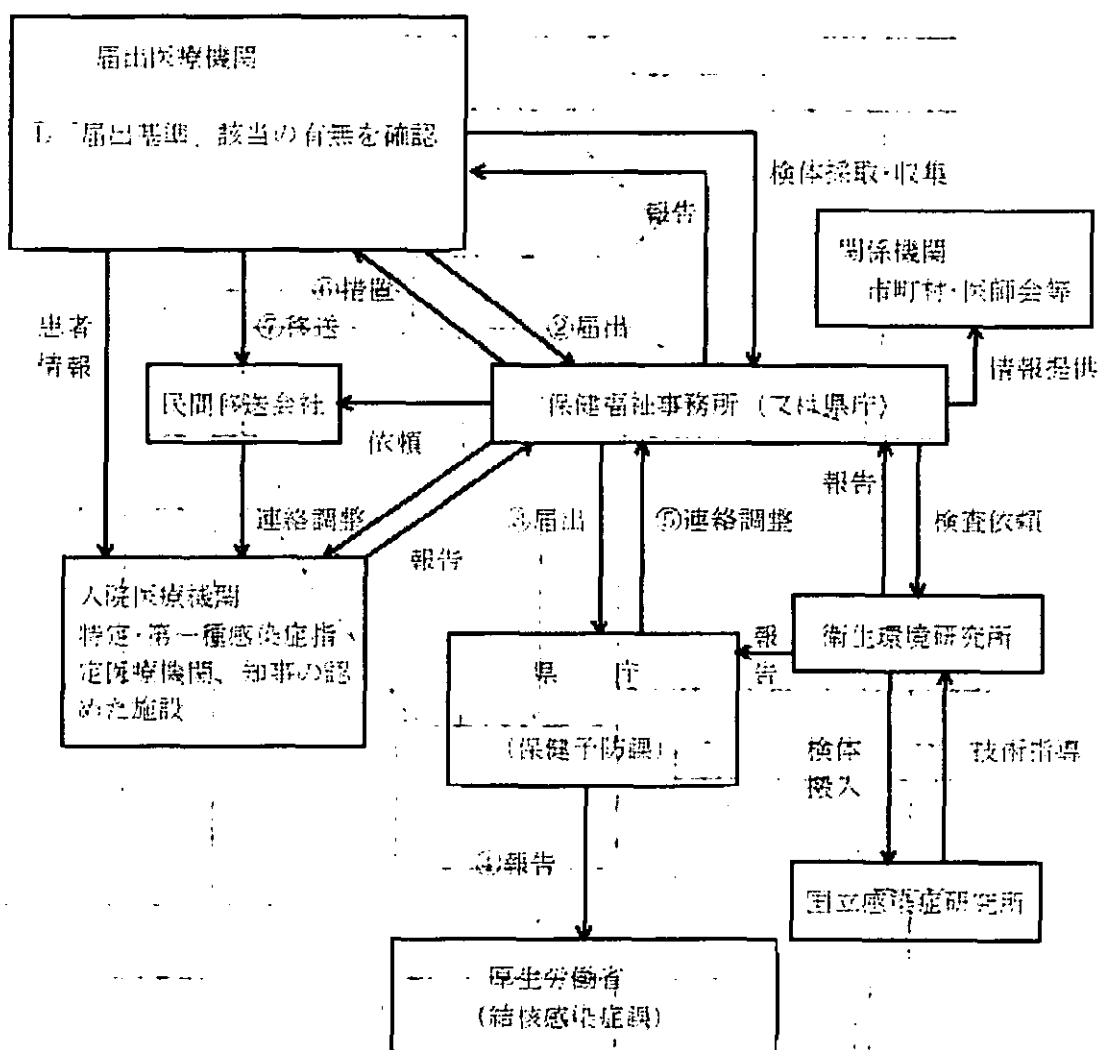 届出医療機関
①「届出基準」該当の有無を確認
検体採取・収集
報告
関係機関
市町村・医師会等
⑥措置
患者
情報
⑦移送
②届出
情報提供
民間移送会社
保健福祉事務所（又は県庁）
依頼
報告
連絡調整
③届出
⑤連絡調整
検査依頼
報告
入院医療機関
特定・第一種感染症指
定医療機関、知事の認
めた施設
衛生環境研究所
報
告
県　庁
(保健予防課)
検体
搬入
技術指導
④報告
国立感染症研究所
厚生労働省
(結核感染症課)